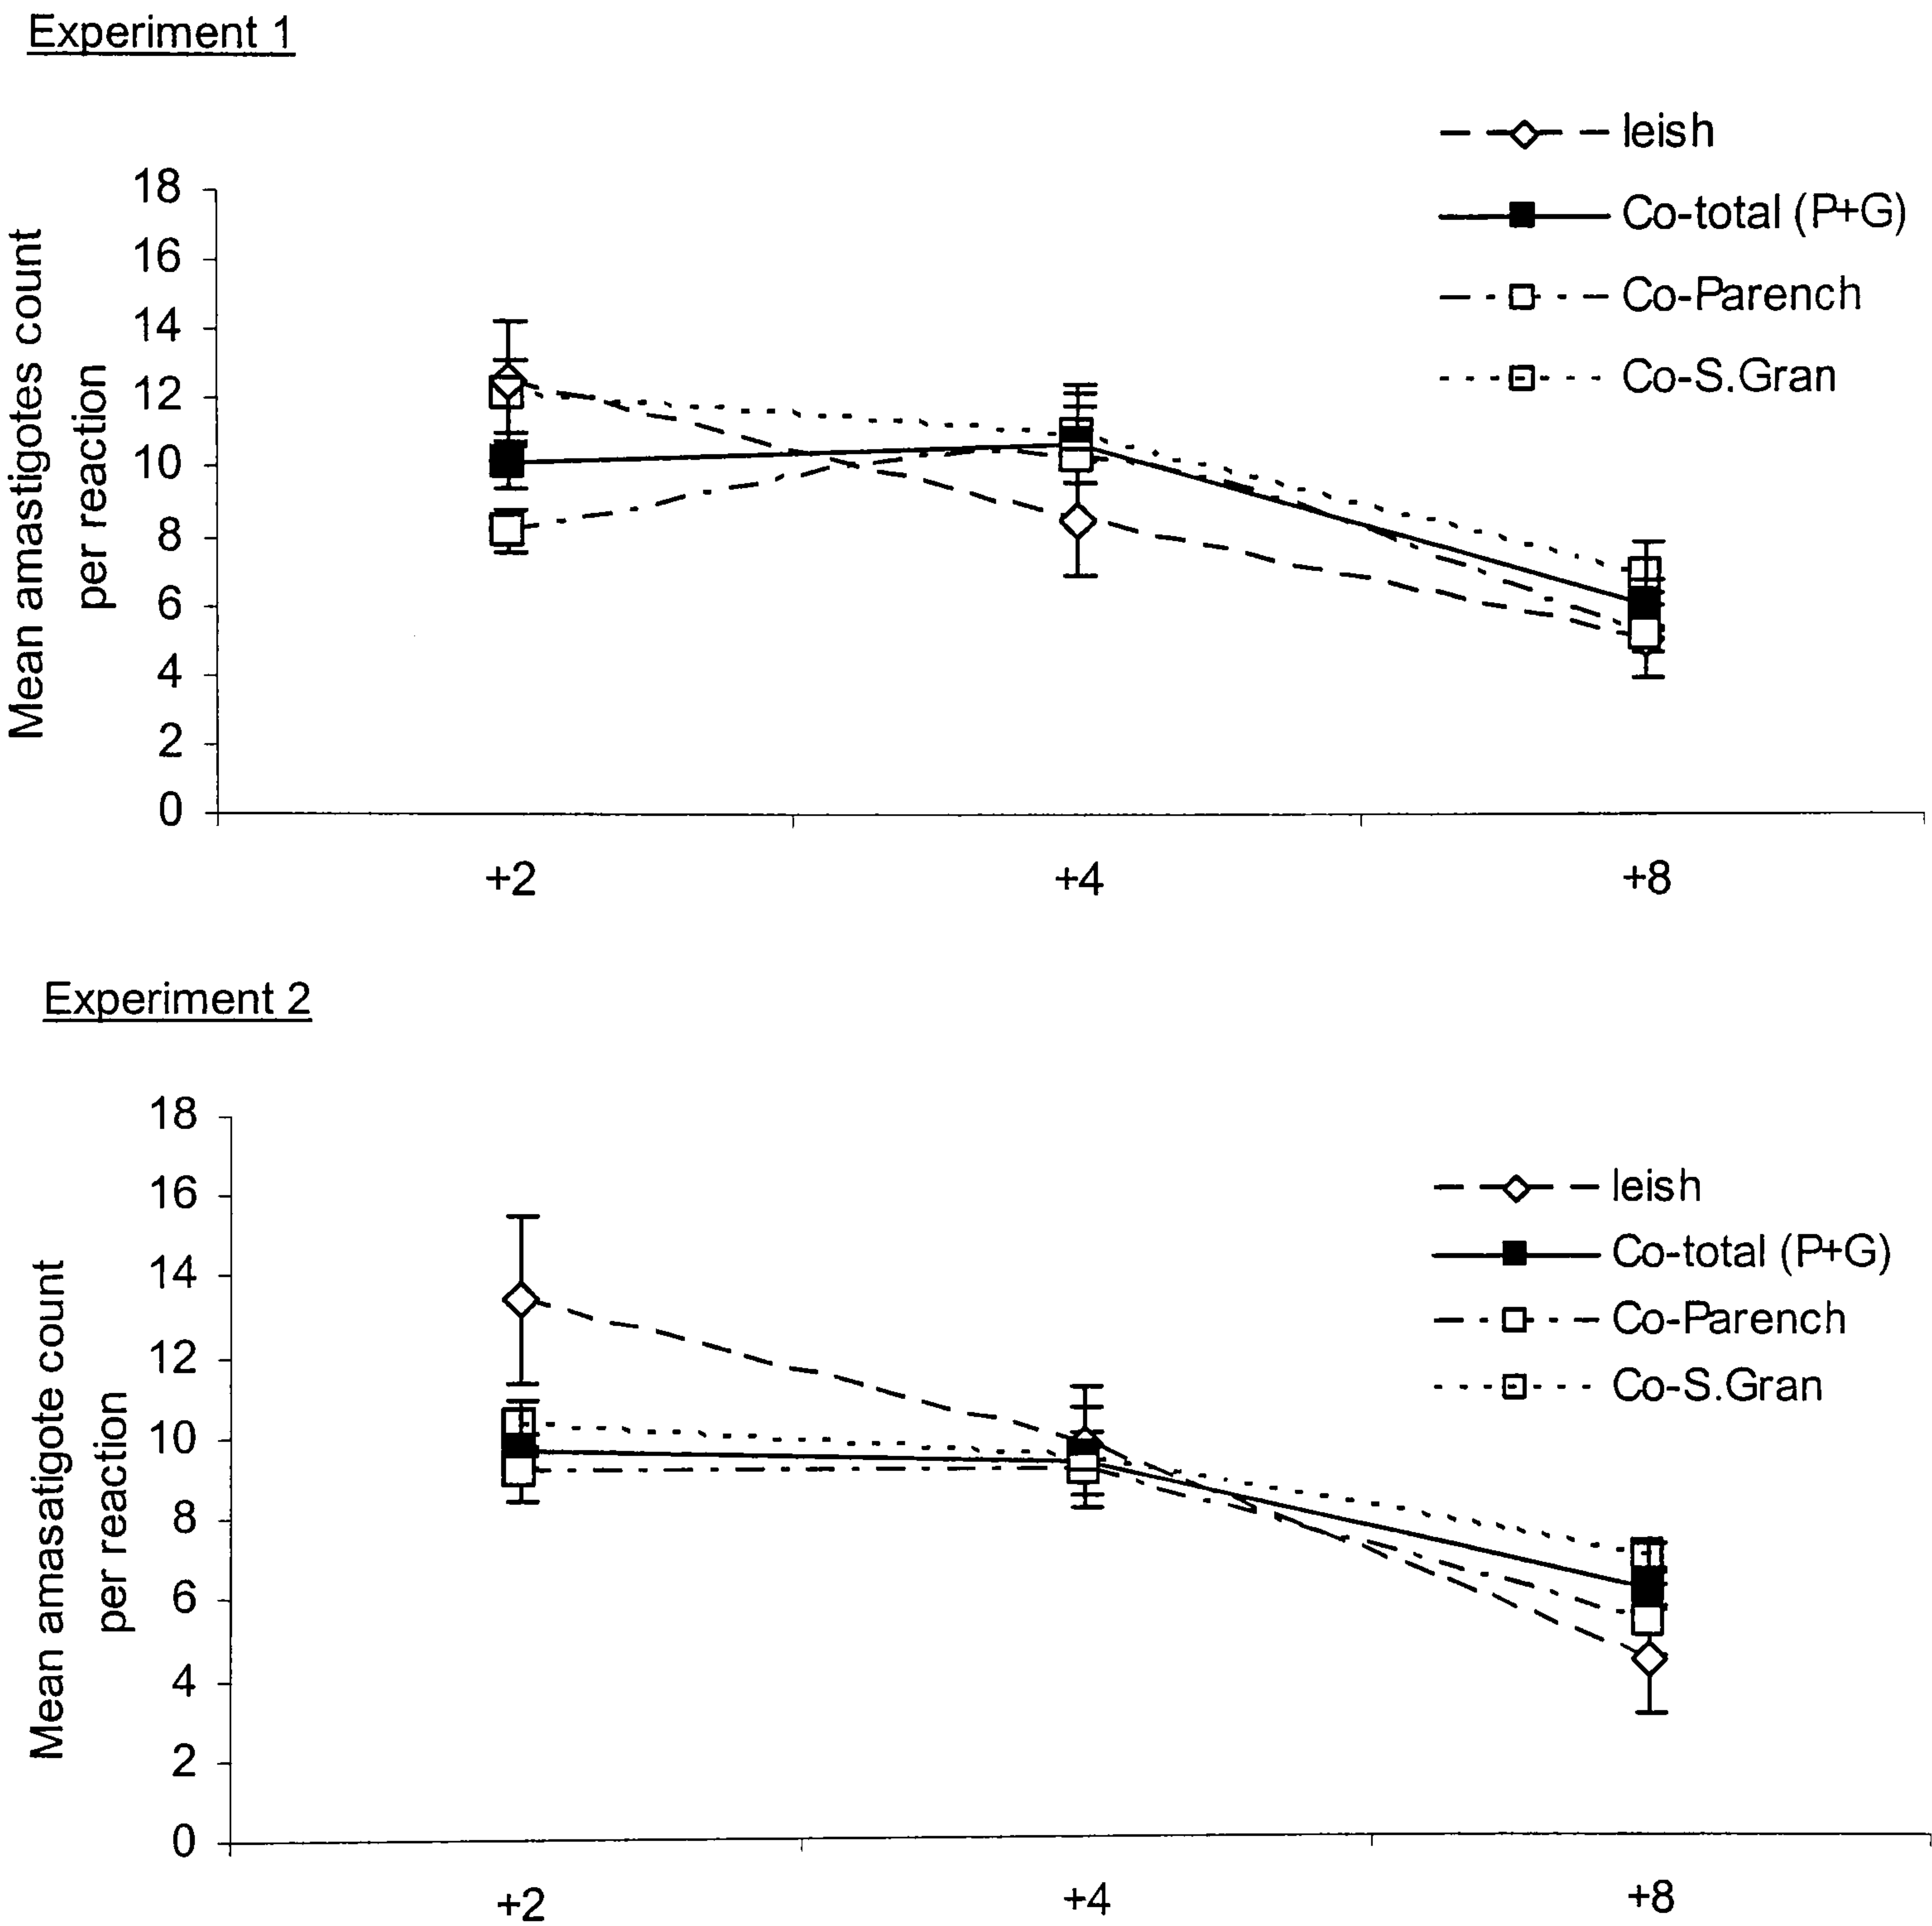 Experiment 1
leish
Co-total (P+G)
Co-Parench
Co-S.Gran
Mean amastigotes count
per reaction
18
16
14
12
10
8
6
4
2
0
+2 +4 +8
Experiment 2
leish
Co-total (P+G)
Co-Parench
Co-S.Gran
Mean amasatigote count
per reaction
18
16
14
12
10
8
6
4
2
0
+2 +4 +8